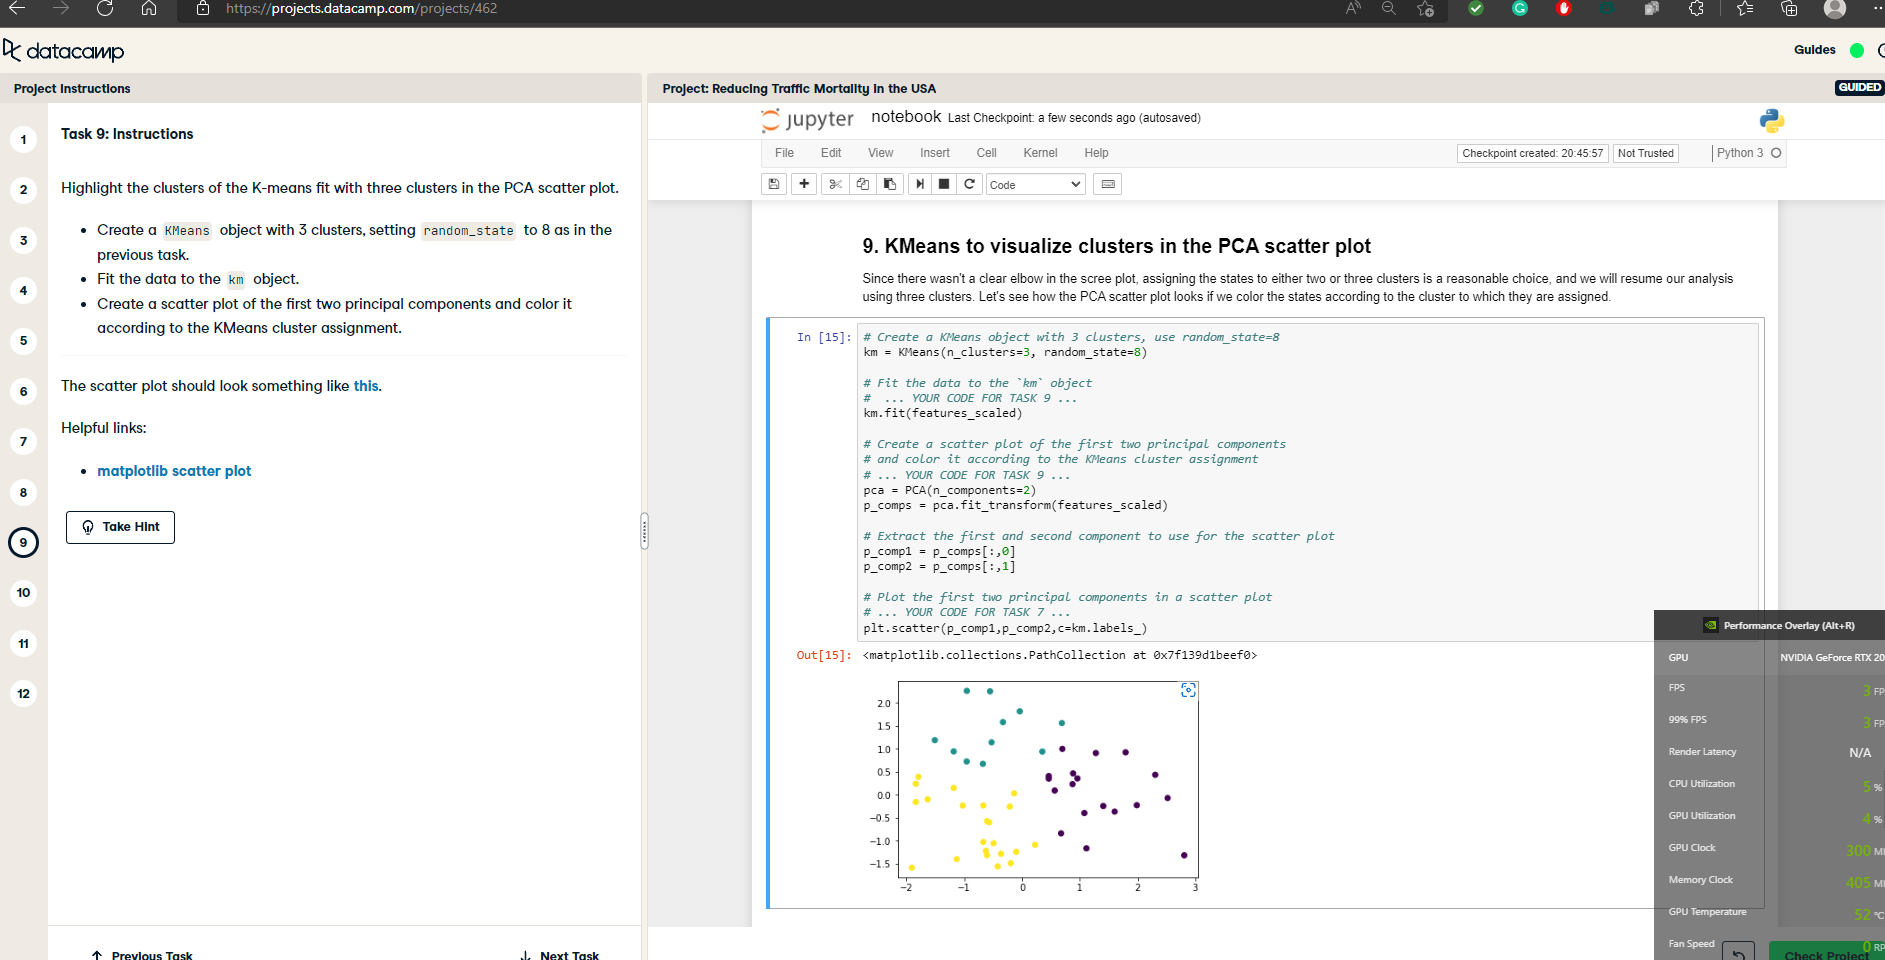 https://projects.datacamp.com/projects/462
datacamp
Guides
Project Instructions
Project: Reducing Traffic Mortality in the USA
GUIDED
1
2
3
4
5
6
7
8
9
10
11
12
Task 9: Instructions
Highlight the clusters of the K-means fit with three clusters in the PCA scatter plot.
• Create a KMeans object with 3 clusters, setting random_state to 8 as in the
previous task.
• Fit the data to the km object.
• Create a scatter plot of the first two principal components and color it
according to the KMeans cluster assignment.
The scatter plot should look something like this.
Helpful links:
• matplotlib scatter plot
Take Hint
Previous Task
Next Task
jupyter notebook Last Checkpoint: a few seconds ago (autosaved)
File Edit View Insert Cell Kernel Help
Checkpoint created: 20:45:57 Not Trusted Python 3
Code
9. KMeans to visualize clusters in the PCA scatter plot
Since there wasn't a clear elbow in the scree plot, assigning the states to either two or three clusters is a reasonable choice, and we will resume our analysis
using three clusters. Let's see how the PCA scatter plot looks if we color the states according to the cluster to which they are assigned.
In [15]: # Create a KMeans object with 3 clusters, use random_state=8
km = KMeans(n_clusters=3, random_state=8)
# Fit the data to the `km` object
#  ... YOUR CODE FOR TASK 9 ...
km.fit(features_scaled)
# Create a scatter plot of the first two principal components
# and color it according to the KMeans cluster assignment
# ... YOUR CODE FOR TASK 9 ...
pca = PCA(n_components=2)
p_comps = pca.fit_transform(features_scaled)
# Extract the first and second component to use for the scatter plot
p_comp1 = p_comps[:,0]
p_comp2 = p_comps[:,1]
# Plot the first two principal components in a scatter plot
# ... YOUR CODE FOR TASK 7 ...
plt.scatter(p_comp1,p_comp2,c=km.labels_)
Out[15]: <matplotlib.collections.PathCollection at 0x7f139d1beef0>
2.0
1.5
1.0
0.5
0.0
−0.5
−1.0
−1.5
−2 −1 0 1 2 3
Performance Overlay (Alt+R)
GPU NVIDIA GeForce RTX 20
FPS 3 FP
99% FPS 3 FP
Render Latency N/A
CPU Utilization 5 %
GPU Utilization 4 %
GPU Clock 300 M
Memory Clock 405 M
GPU Temperature 52 °C
Fan Speed 0 RP
Check Project